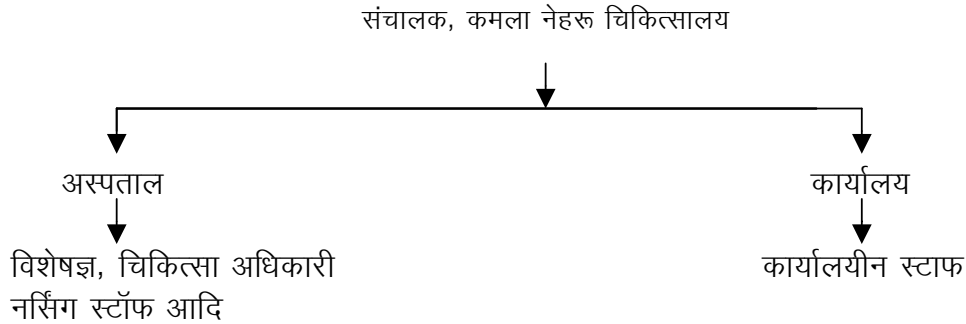 संचालक, कमला नेहरू चिकित्सालय
अस्पताल
कार्यालय
विशेषज्ञ, चिकित्सा अधिकारी
नर्सिंग स्टॉफ आदि
कार्यालयीन स्टाफ